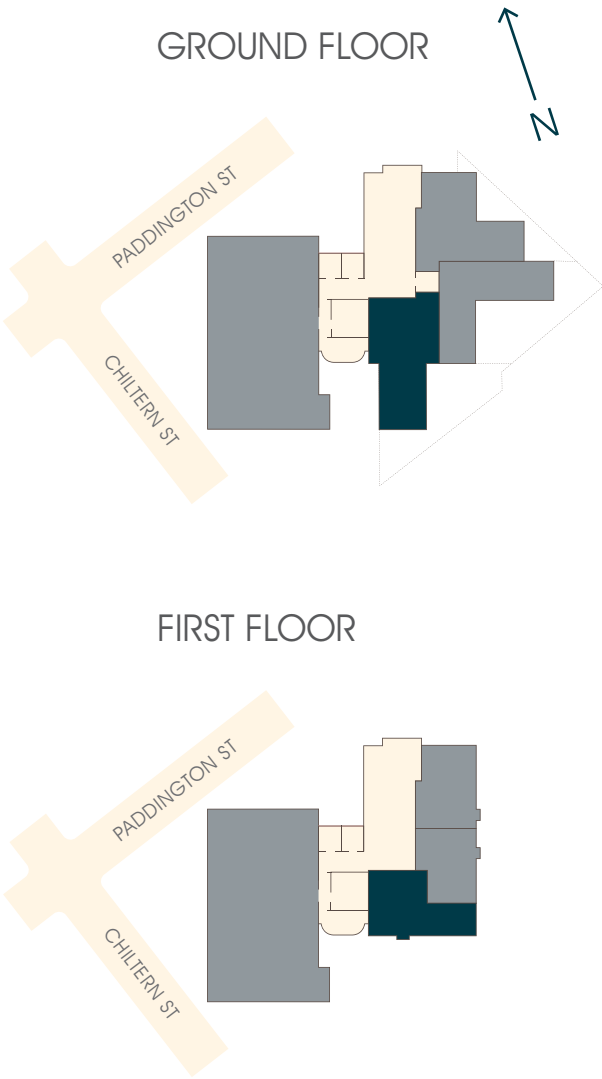 GROUND FLOOR
N
PADDINGTON ST
CHILTERN ST
FIRST FLOOR
PADDINGTON ST
CHILTERN ST